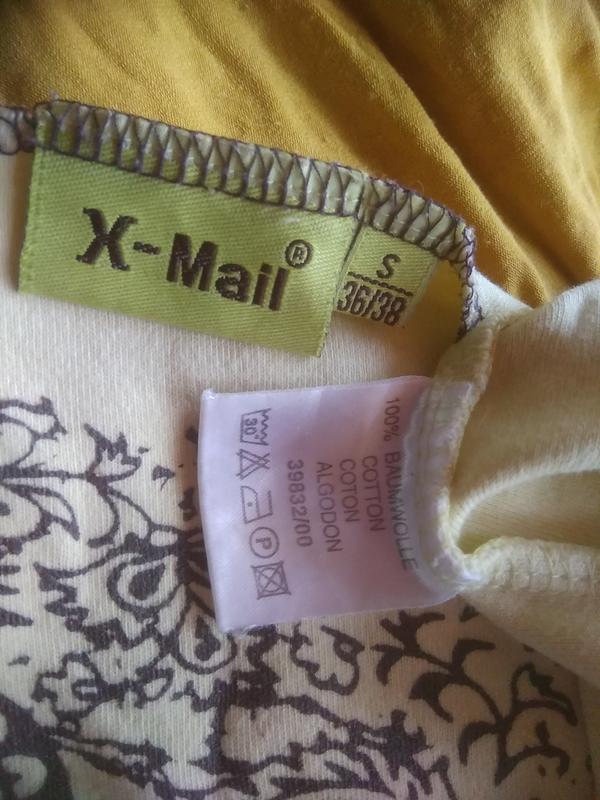 X-Mail®
S
36/38
100% BAUMWOLLE
COTTON
COTON
ALGODON
39832/00
30
P